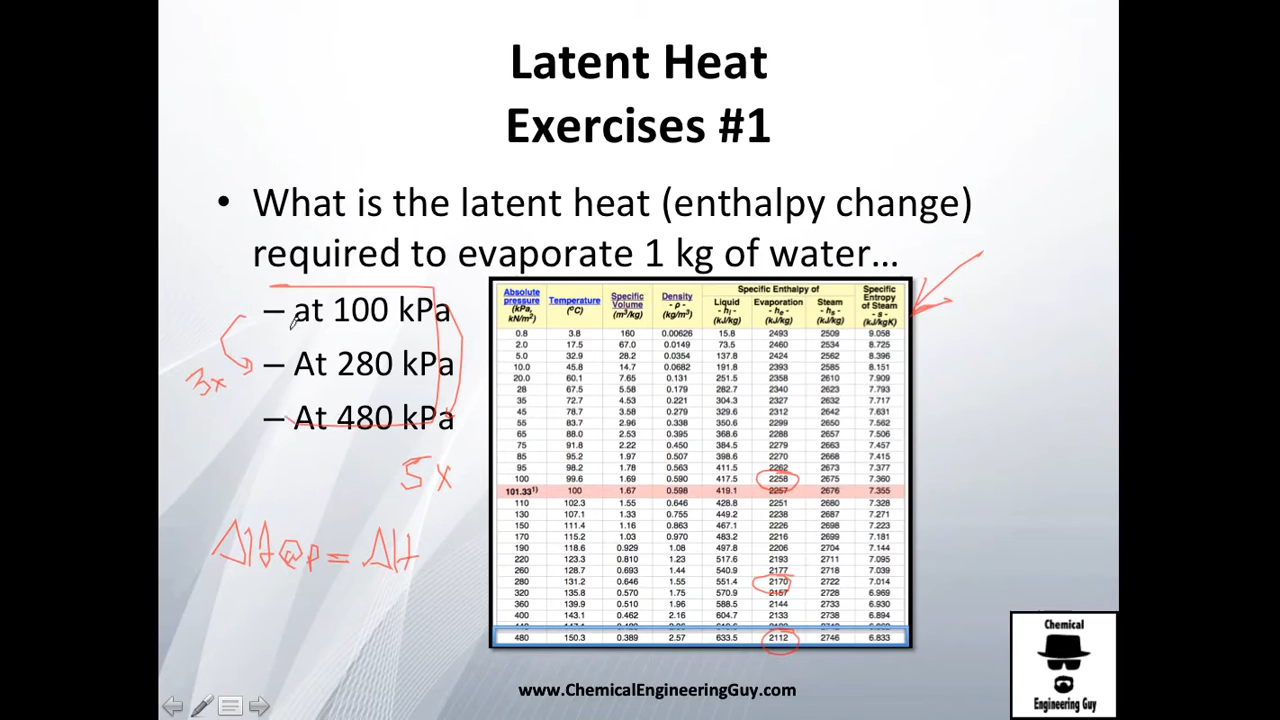 Latent Heat
Exercises #1
• What is the latent heat (enthalpy change)
required to evaporate 1 kg of water…
– at 100 kPa
– At 280 kPa
– At 480 kPa
3x
5x
ΔH@P = ΔH
Absolute pressure (kPa, kN/m²) Temperature (°C) Specific Volume (m³/kg) Density - ρ - (kg/m³) Specific Enthalpy of Specific Entropy of Steam - s - (kJ/kgK)
Liquid - hl - (kJ/kg) Evaporation - he - (kJ/kg) Steam - hs - (kJ/kg)
0.8 3.8 160 0.00626 15.8 2493 2509 9.058
2.0 17.5 67.0 0.0149 73.5 2460 2534 8.725
5.0 32.9 28.2 0.0354 137.8 2424 2562 8.396
10.0 45.8 14.7 0.0682 191.8 2393 2585 8.151
20.0 60.1 7.65 0.131 251.5 2358 2610 7.909
28 67.5 5.58 0.179 282.7 2340 2623 7.793
35 72.7 4.53 0.221 304.3 2327 2632 7.717
45 78.7 3.58 0.279 329.6 2312 2642 7.631
55 83.7 2.96 0.338 350.6 2299 2650 7.562
65 88.0 2.53 0.395 368.6 2288 2657 7.506
75 91.8 2.22 0.450 384.5 2279 2663 7.457
85 95.2 1.97 0.507 398.6 2270 2668 7.415
95 98.2 1.78 0.563 411.5 2262 2673 7.377
100 99.6 1.69 0.590 417.5 2258 2675 7.360
101.33¹⁾ 100 1.67 0.598 419.1 2257 2676 7.355
110 102.3 1.55 0.646 428.8 2251 2680 7.328
130 107.1 1.33 0.755 449.2 2238 2687 7.271
150 111.4 1.16 0.863 467.1 2226 2698 7.223
170 115.2 1.03 0.970 483.2 2216 2699 7.181
190 118.6 0.929 1.08 497.8 2206 2704 7.144
220 123.3 0.810 1.23 517.6 2193 2711 7.095
260 128.7 0.693 1.44 540.9 2177 2718 7.039
280 131.2 0.646 1.55 551.4 2170 2722 7.014
320 135.8 0.570 1.75 570.9 2157 2728 6.969
360 139.9 0.510 1.96 588.5 2144 2733 6.930
400 143.1 0.462 2.16 604.7 2133 2738 6.894
480 150.3 0.389 2.57 633.5 2112 2746 6.833
Chemical
Engineering Guy
www.ChemicalEngineeringGuy.com